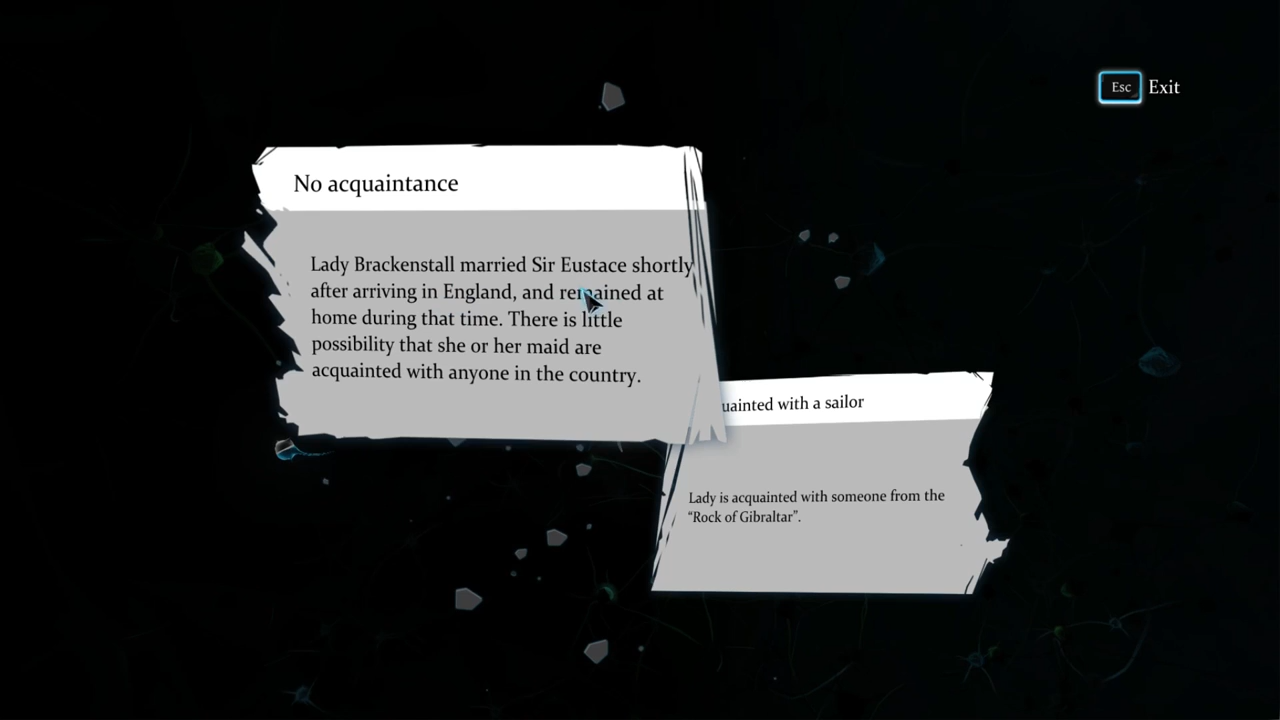 Esc Exit
No acquaintance
Lady Brackenstall married Sir Eustace shortly
after arriving in England, and remained at
home during that time. There is little
possibility that she or her maid are
acquainted with anyone in the country.
uainted with a sailor
Lady is acquainted with someone from the
“Rock of Gibraltar”.